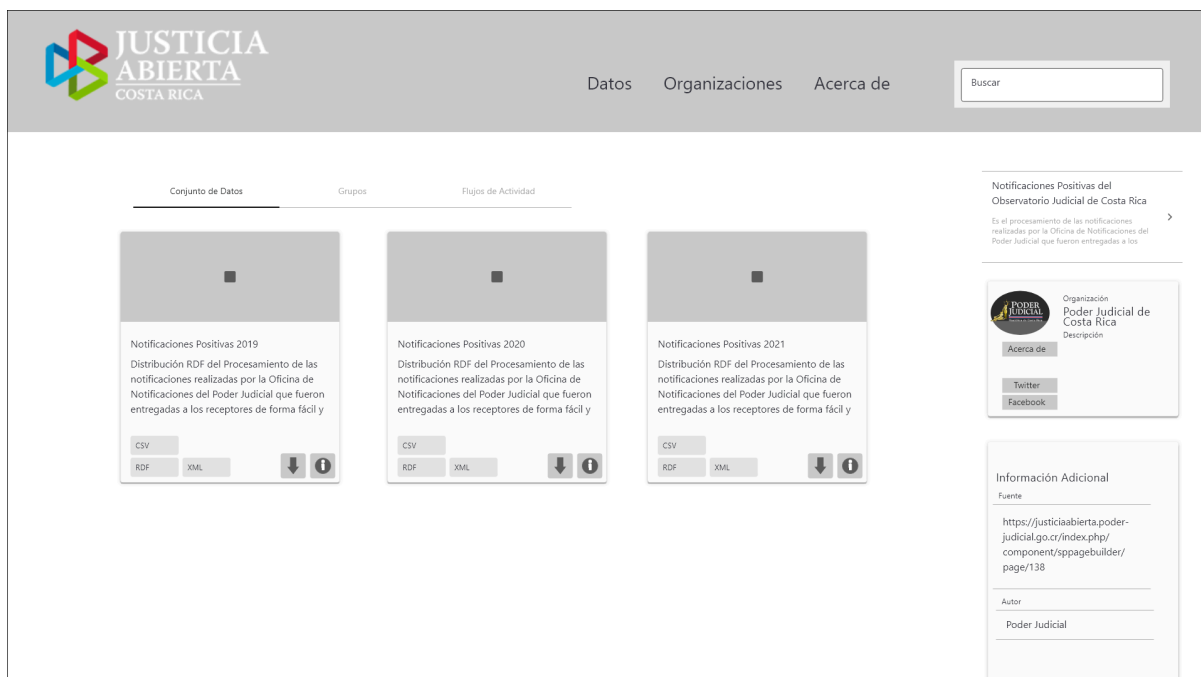 JUSTICIA
ABIERTA
COSTA RICA
Datos
Organizaciones
Acerca de
Buscar
Conjunto de Datos
Grupos
Flujos de Actividad
Notificaciones Positivas 2019
Distribución RDF del Procesamiento de las
notificaciones realizadas por la Oficina de
Notificaciones del Poder Judicial que fueron
entregadas a los receptores de forma fácil y
CSV
RDF
XML
Notificaciones Positivas 2020
Distribución RDF del Procesamiento de las
notificaciones realizadas por la Oficina de
Notificaciones del Poder Judicial que fueron
entregadas a los receptores de forma fácil y
CSV
RDF
XML
Notificaciones Positivas 2021
Distribución RDF del Procesamiento de las
notificaciones realizadas por la Oficina de
Notificaciones del Poder Judicial que fueron
entregadas a los receptores de forma fácil y
CSV
RDF
XML
Notificaciones Positivas del
Observatorio Judicial de Costa Rica
Es el procesamiento de las notificaciones
realizadas por la Oficina de Notificaciones del
Poder Judicial que fueron entregadas a los
PODER
JUDICIAL
Organización
Poder Judicial de
Costa Rica
Descripción
Acerca de
Twitter
Facebook
Información Adicional
Fuente
https://justiciaabierta.poder-
judicial.go.cr/index.php/
component/sppagebuilder/
page/138
Autor
Poder Judicial